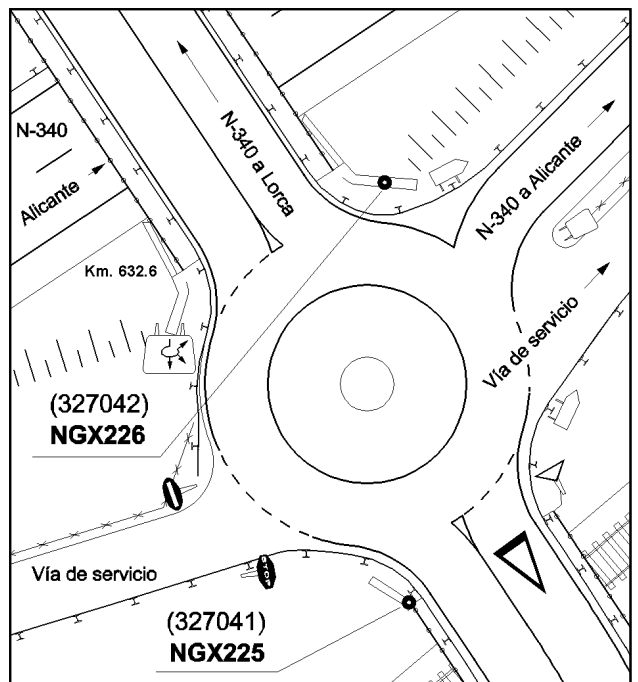 N-340
Alicante
N-340 a Lorca
N-340 a Alicante
Km. 632.6
Vía de servicio
(327042)
NGX226
Vía de servicio
(327041)
NGX225